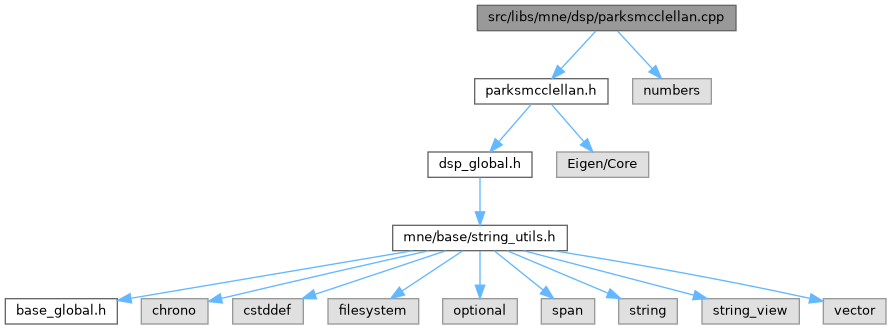 src/libs/mne/dsp/parksmcclellan.cpp
parksmcclellan.h
numbers
dsp_global.h
Eigen/Core
mne/base/string_utils.h
base_global.h
chrono
cstddef
filesystem
optional
span
string
string_view
vector